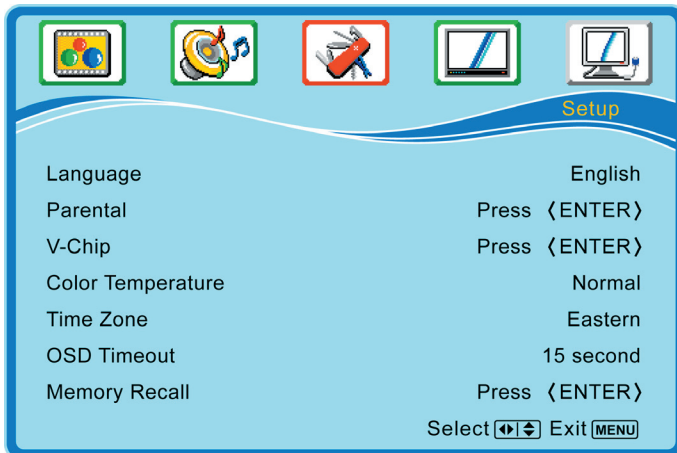 Setup
Language English
Parental Press 〈ENTER〉
V-Chip Press 〈ENTER〉
Color Temperature Normal
Time Zone Eastern
OSD Timeout 15 second
Memory Recall Press 〈ENTER〉
Select Exit MENU